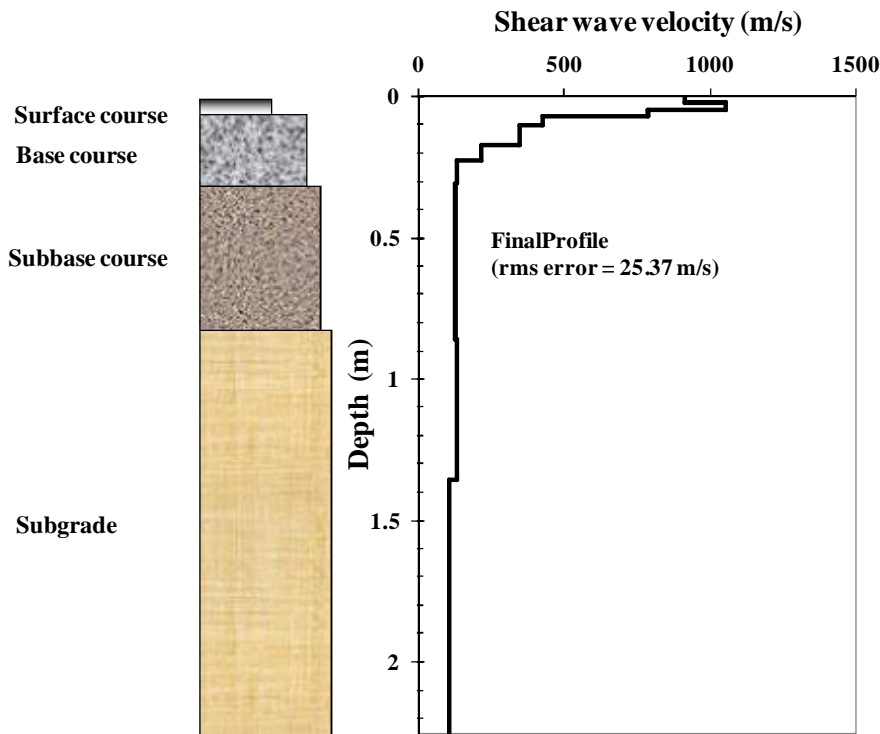 Shear wave velocity (m/s)
0 500 1000 1500
Surface course
Base course
Subbase course
Subgrade
Depth (m)
0
0.5
1
1.5
2
FinalProfile
(rms error = 25.37 m/s)